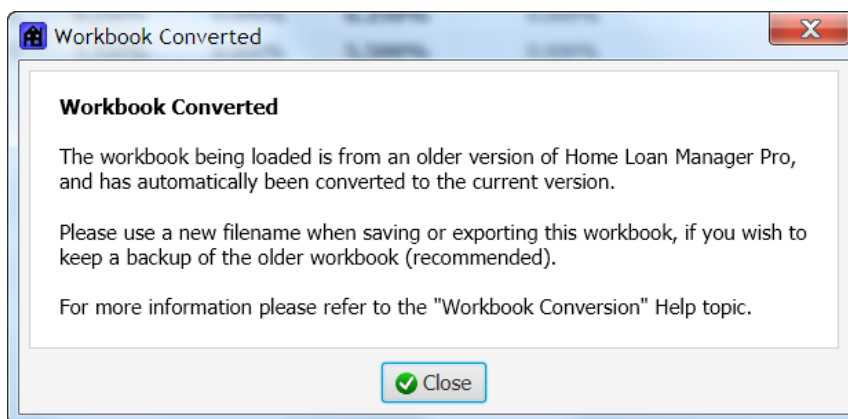 Workbook Converted
Workbook Converted
The workbook being loaded is from an older version of Home Loan Manager Pro,
and has automatically been converted to the current version.
Please use a new filename when saving or exporting this workbook, if you wish to
keep a backup of the older workbook (recommended).
For more information please refer to the "Workbook Conversion" Help topic.
Close